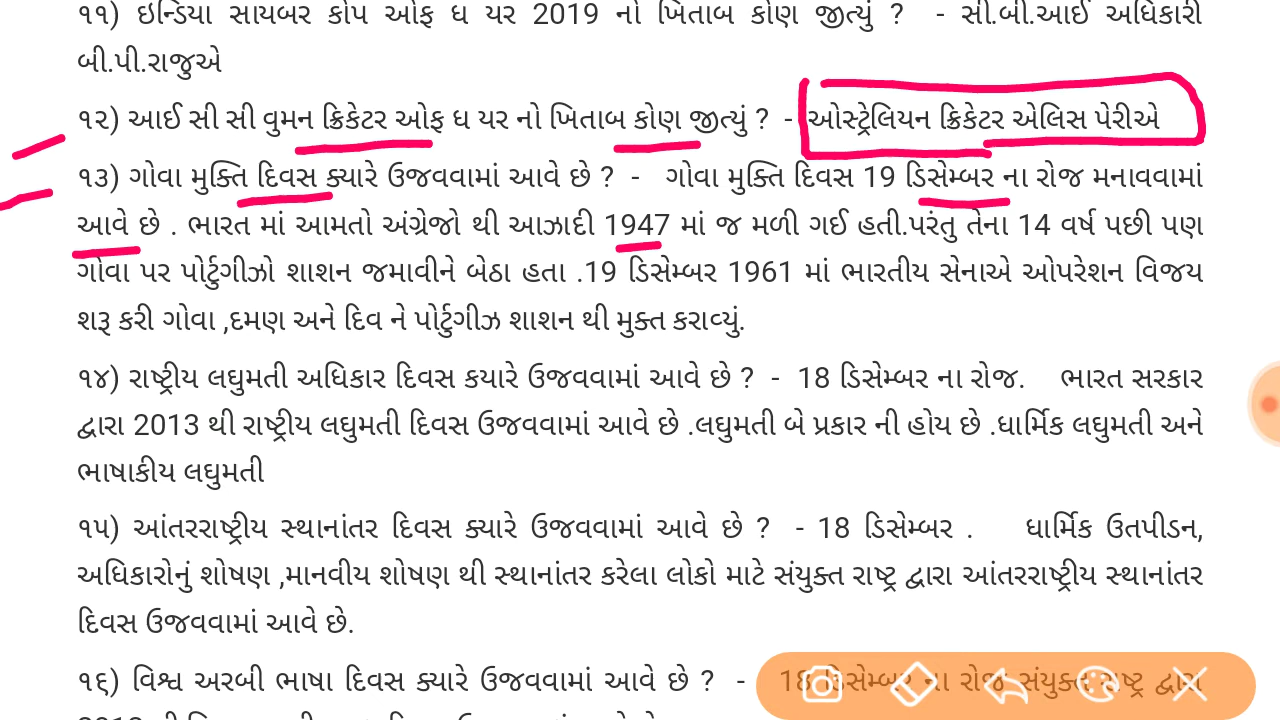 ૧૧) ઇન્ડિયા સાયબર કોપ ઓફ ધ યર 2019 નો ખિતાબ કોણ જીત્યું ? - સી.બી.આઈ અધિકારી
બી.પી.રાજુએ
૧૨) આઈ સી સી વુમન ક્રિકેટર ઓફ ધ યર નો ખિતાબ કોણ જીત્યું ? - ઓસ્ટ્રેલિયન ક્રિકેટર એલિસ પેરીએ
૧૩) ગોવા મુક્તિ દિવસ ક્યારે ઉજવવામાં આવે છે ? - ગોવા મુક્તિ દિવસ 19 ડિસેમ્બર ના રોજ મનાવવામાં
આવે છે . ભારત માં આમતો અંગ્રેજો થી આઝાદી 1947 માં જ મળી ગઈ હતી.પરંતુ તેના 14 વર્ષ પછી પણ
ગોવા પર પોર્ટુગીઝો શાશન જમાવીને બેઠા હતા .19 ડિસેમ્બર 1961 માં ભારતીય સેનાએ ઓપરેશન વિજય
શરૂ કરી ગોવા ,દમણ અને દિવ ને પોર્ટુગીઝ શાશન થી મુક્ત કરાવ્યું.
૧૪) રાષ્ટ્રીય લઘુમતી અધિકાર દિવસ કયારે ઉજવવામાં આવે છે ? - 18 ડિસેમ્બર ના રોજ. ભારત સરકાર
દ્વારા 2013 થી રાષ્ટ્રીય લઘુમતી દિવસ ઉજવવામાં આવે છે .લઘુમતી બે પ્રકાર ની હોય છે .ધાર્મિક લઘુમતી અને
ભાષાકીય લઘુમતી
૧૫) આંતરરાષ્ટ્રીય સ્થાનાંતર દિવસ ક્યારે ઉજવવામાં આવે છે ? - 18 ડિસેમ્બર . ધાર્મિક ઉતપીડન,
અધિકારોનું શોષણ ,માનવીય શોષણ થી સ્થાનાંતર કરેલા લોકો માટે સંયુક્ત રાષ્ટ્ર દ્વારા આંતરરાષ્ટ્રીય સ્થાનાંતર
દિવસ ઉજવવામાં આવે છે.
૧૬) વિશ્વ અરબી ભાષા દિવસ ક્યારે ઉજવવામાં આવે છે ? - 18 ડિસેમ્બર ના રોજ સંયુક્ત રાષ્ટ્ર દ્વારા